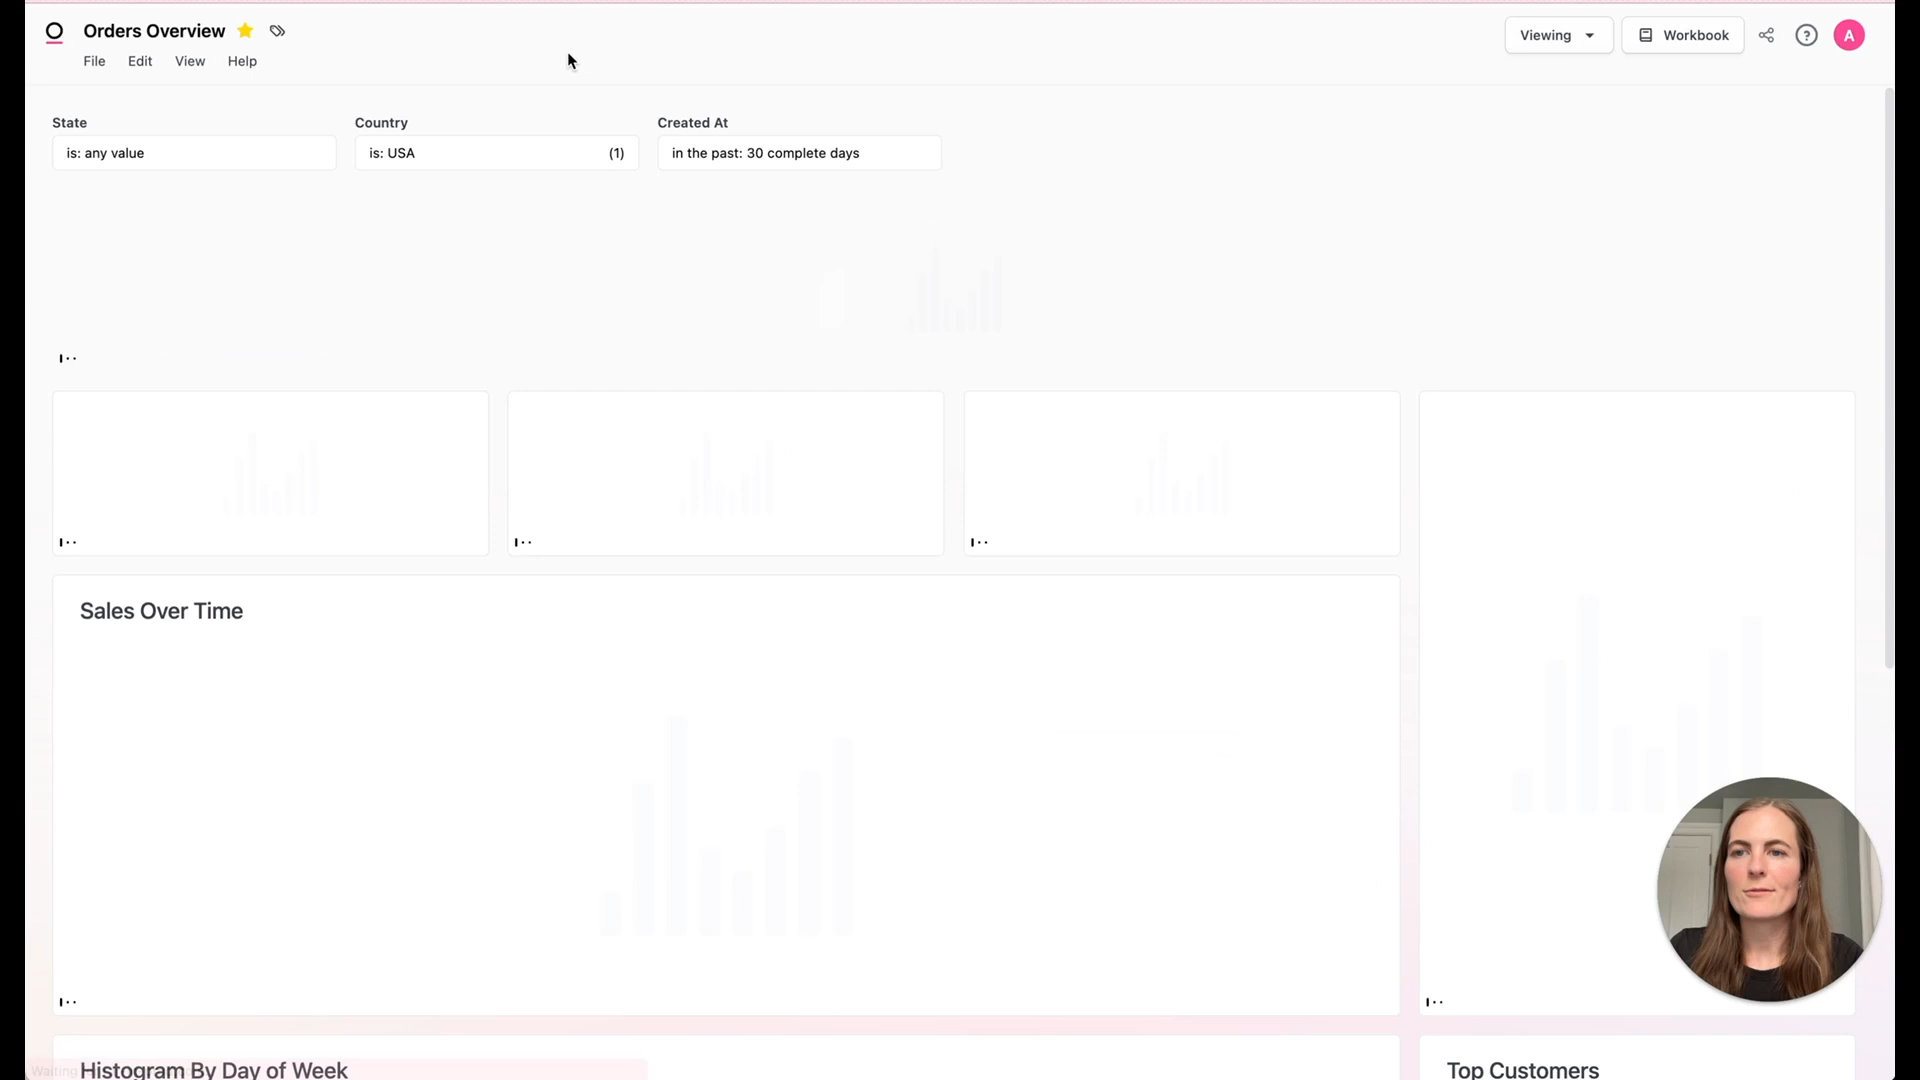 Orders Overview
Viewing
Workbook
?
A
File Edit View Help
State
Country
Created At
is: any value
is: USA (1)
in the past: 30 complete days
Sales Over Time
Histogram By Day of Week
Top Customers
Waiting